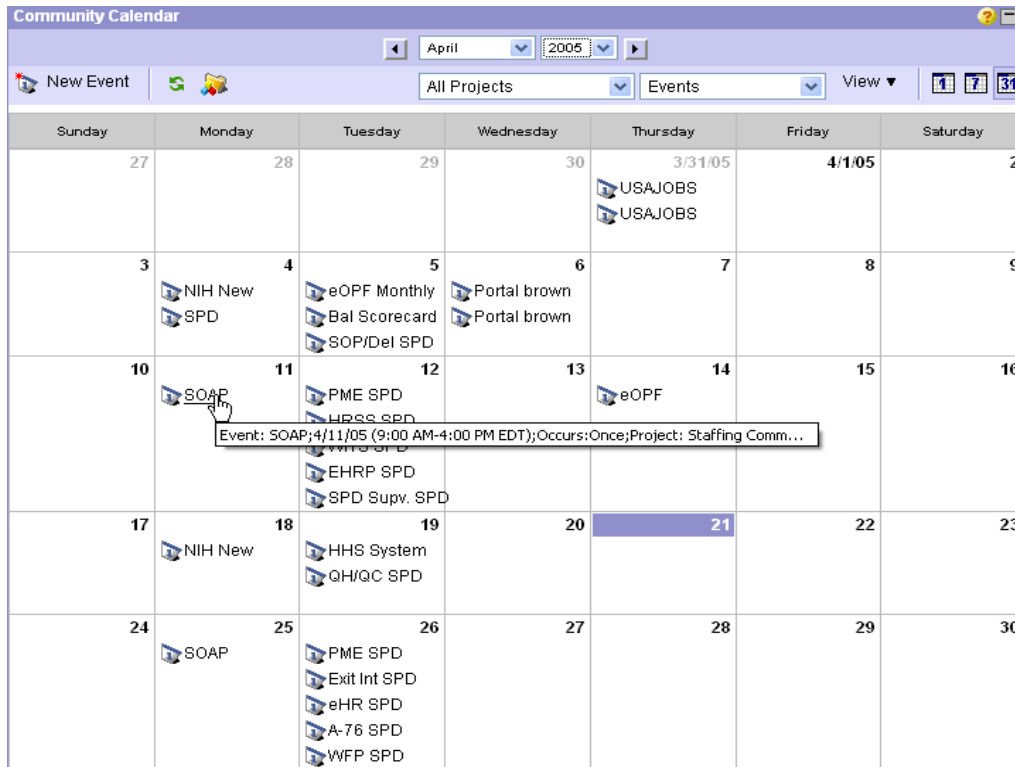 Community Calendar
April 2005
New Event All Projects Events View 1 7 31
Sunday Monday Tuesday Wednesday Thursday Friday Saturday
27 28 29 30 3/31/05 4/1/05 2
USAJOBS
USAJOBS
3 4 5 6 7 8 9
NIH New eOPF Monthly Portal brown
SPD Bal Scorecard Portal brown
SOP/Del SPD
10 11 12 13 14 15 16
SOAP PME SPD eOPF
HRSS SPD
Event: SOAP;4/11/05 (9:00 AM-4:00 PM EDT);Occurs:Once;Project: Staffing Comm...
EHRP SPD
SPD Supv. SPD
17 18 19 20 21 22 23
NIH New HHS System
QH/QC SPD
24 25 26 27 28 29 30
SOAP PME SPD
Exit Int SPD
eHR SPD
A-76 SPD
WFP SPD